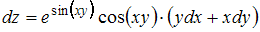 dz = e^{sin(xy)} cos(xy)·(ydx + xdy)